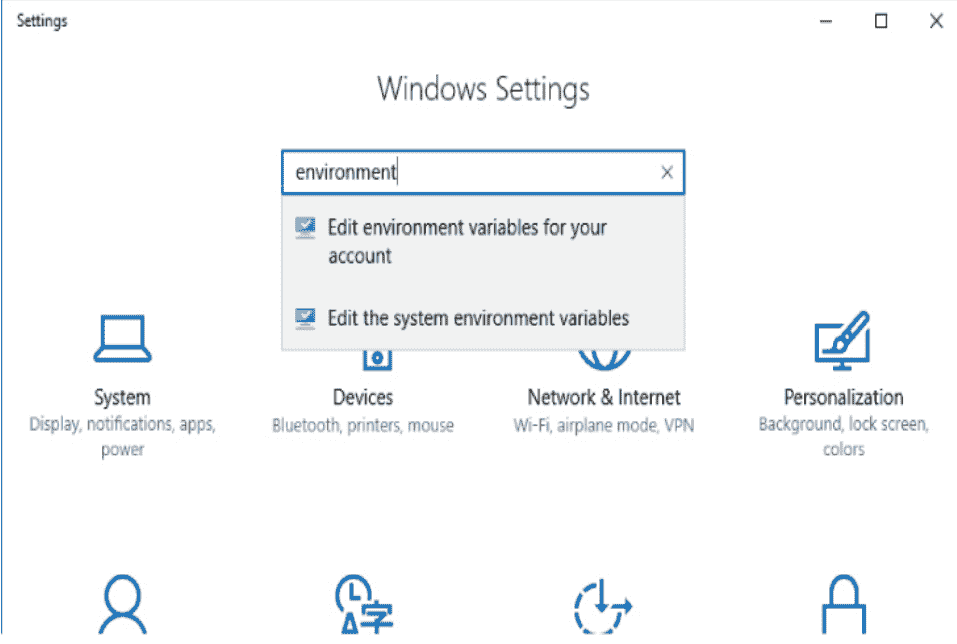 Settings
Windows Settings
environment
Edit environment variables for your
account
Edit the system environment variables
System
Display, notifications, apps,
power
Devices
Bluetooth, printers, mouse
Network & Internet
Wi-Fi, airplane mode, VPN
Personalization
Background, lock screen,
colors
字